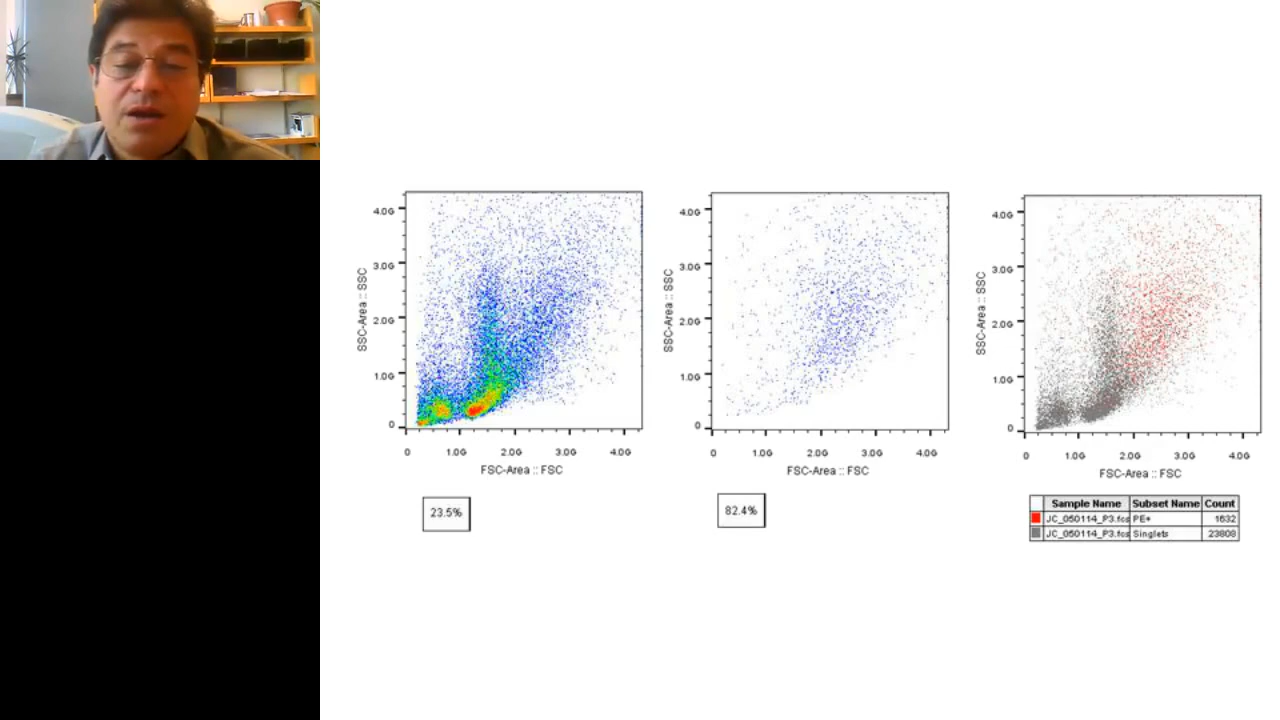 4.0G
3.0G
2.0G
1.0G
0
SSC-Area :: SSC
0 1.0G 2.0G 3.0G 4.0G
FSC-Area :: FSC
23.5%
4.0G
3.0G
2.0G
1.0G
0
SSC-Area :: SSC
0 1.0G 2.0G 3.0G 4.0G
FSC-Area :: FSC
82.4%
4.0G
3.0G
2.0G
1.0G
0
SSC-Area :: SSC
0 1.0G 2.0G 3.0G 4.0G
FSC-Area :: FSC
Sample Name Subset Name Count
JC_050114_P3.fcs PE+ 1632
JC_050114_P3.fcs Singlets 23808